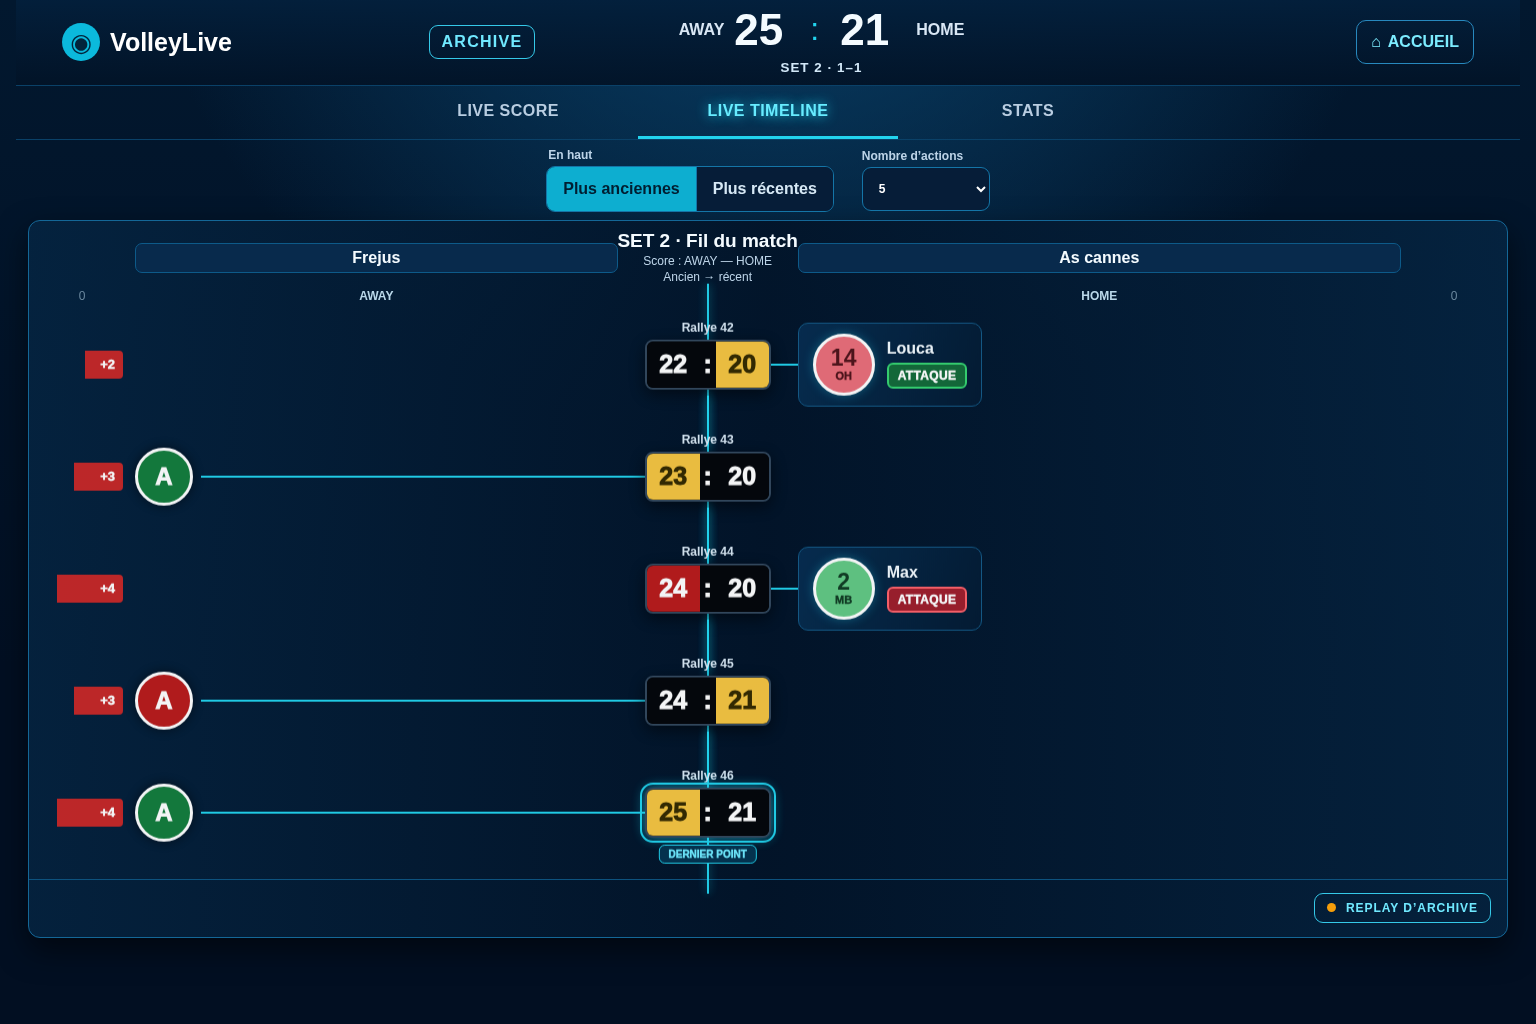 VolleyLive
ARCHIVE
AWAY 25 : 21 HOME
SET 2 · 1–1
⌂ ACCUEIL
LIVE SCORE LIVE TIMELINE STATS
En haut
Plus anciennes Plus récentes
Nombre d’actions
5
SET 2 · Fil du match
Frejus
As cannes
Score : AWAY — HOME
Ancien → récent
0 AWAY HOME 0
Rallye 42
+2 22 : 20
14
OH
Louca
ATTAQUE
Rallye 43
+3 A 23 : 20
Rallye 44
+4 24 : 20
2
MB
Max
ATTAQUE
Rallye 45
+3 A 24 : 21
Rallye 46
+4 A 25 : 21
DERNIER POINT
REPLAY D’ARCHIVE